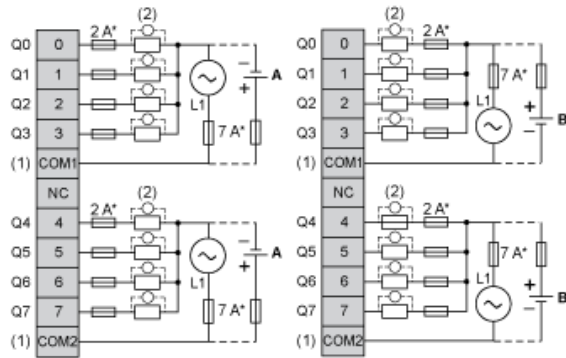 (2) (2)
Q0 0 2 A* Q0 0 2 A*
Q1 1 − A Q1 1 7 A*
Q2 2 + Q2 2 L1 + B
L1
Q3 3 7 A* Q3 3 −
(1) COM1 (1) COM1
NC NC
(2) (2)
Q4 4 2 A* Q4 4 2 A*
Q5 5 − A Q5 5 7 A*
Q6 6 + Q6 6 + B
L1 L1
Q7 7 7 A* Q7 7 −
(1) COM2 (1) COM2